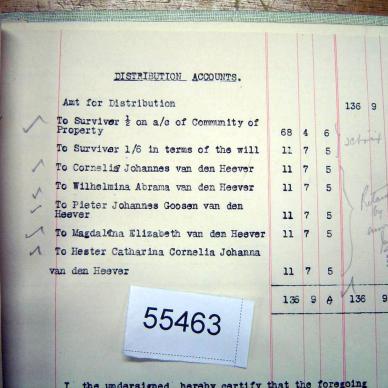 DISTRIBUTION ACCOUNTS.
Amt for Distribution 136 9
To Survivor ½ on a/c of Community of
Property 68 4 6
To Survivor 1/6 in terms of the will 11 7 5
To Cornelis Johannes van den Heever 11 7 5
To Wilhelmina Abrama van den Heever 11 7 5
To Pieter Johannes Goosen van den
Heever 11 7 5
To Magdalena Elizabeth van den Heever 11 7 5
To Hester Catharina Cornelia Johanna
van den Heever 11 7 5
136 9 136 9
55463
I, the undersigned, hereby certify that the foregoing